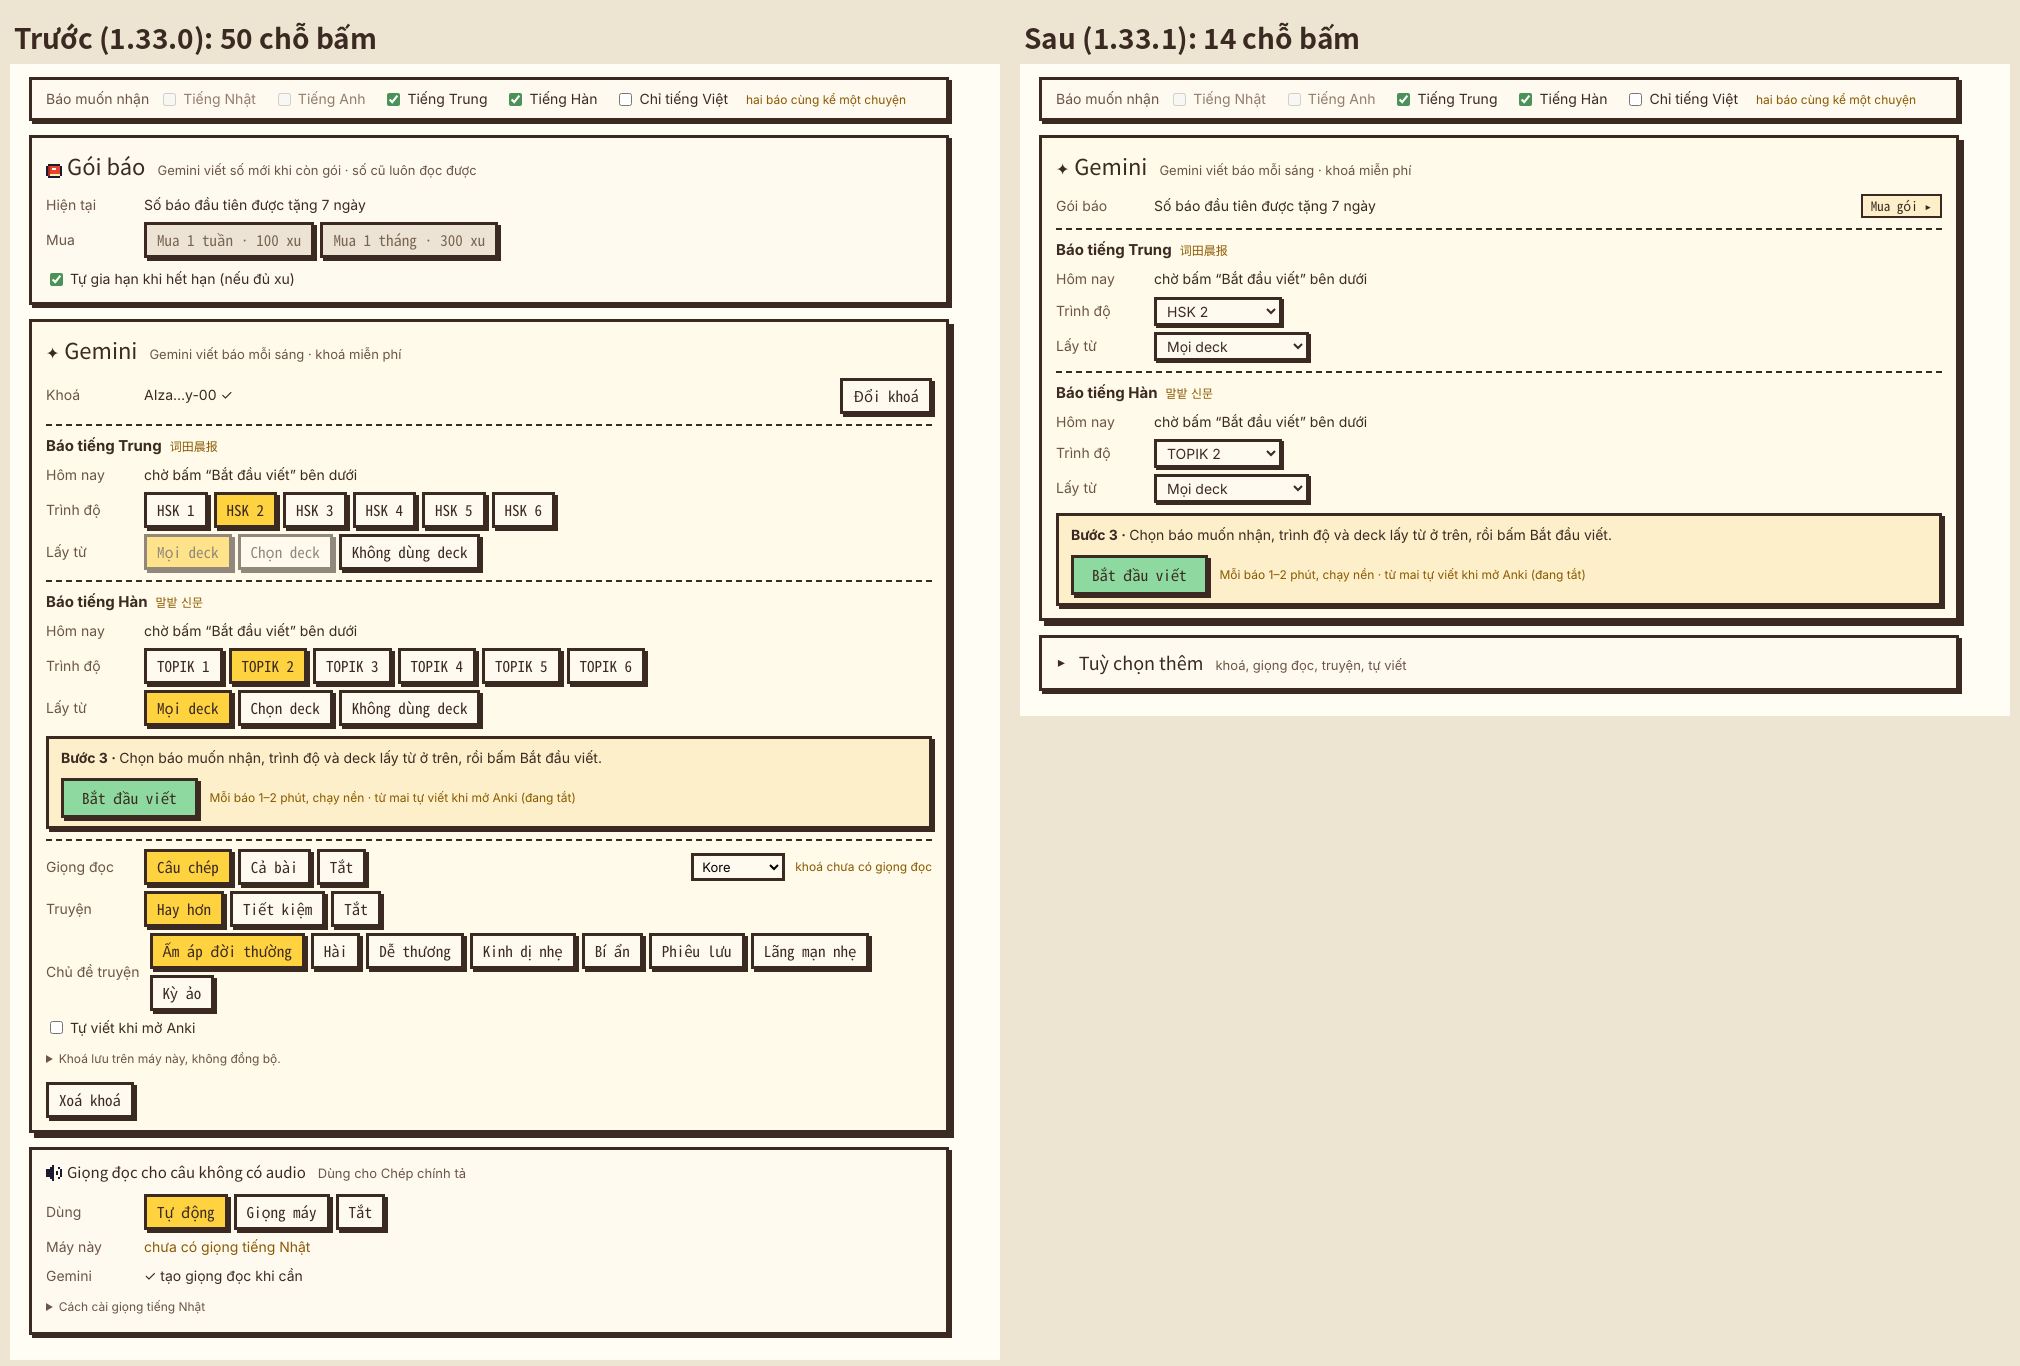 Trước (1.33.0): 50 chỗ bấm
Báo muốn nhận Tiếng Nhật Tiếng Anh Tiếng Trung Tiếng Hàn Chỉ tiếng Việt hai báo cùng kể một chuyện
Gói báo Gemini viết số mới khi còn gói · số cũ luôn đọc được
Hiện tại Số báo đầu tiên được tặng 7 ngày
Mua Mua 1 tuần · 100 xu Mua 1 tháng · 300 xu
Tự gia hạn khi hết hạn (nếu đủ xu)
Gemini Gemini viết báo mỗi sáng · khoá miễn phí
Khoá AIza...y-00 ✓ Đổi khoá
Báo tiếng Trung 词田晨报
Hôm nay chờ bấm “Bắt đầu viết” bên dưới
Trình độ HSK 1 HSK 2 HSK 3 HSK 4 HSK 5 HSK 6
Lấy từ Mọi deck Chọn deck Không dùng deck
Báo tiếng Hàn 말밭 신문
Hôm nay chờ bấm “Bắt đầu viết” bên dưới
Trình độ TOPIK 1 TOPIK 2 TOPIK 3 TOPIK 4 TOPIK 5 TOPIK 6
Lấy từ Mọi deck Chọn deck Không dùng deck
Bước 3 · Chọn báo muốn nhận, trình độ và deck lấy từ ở trên, rồi bấm Bắt đầu viết.
Bắt đầu viết Mỗi báo 1–2 phút, chạy nền · từ mai tự viết khi mở Anki (đang tắt)
Giọng đọc Câu chép Cả bài Tắt Kore khoá chưa có giọng đọc
Truyện Hay hơn Tiết kiệm Tắt
Chủ đề truyện Ấm áp đời thường Hài Dễ thương Kinh dị nhẹ Bí ẩn Phiêu lưu Lãng mạn nhẹ
Kỳ ảo
Tự viết khi mở Anki
Khoá lưu trên máy này, không đồng bộ.
Xoá khoá
Giọng đọc cho câu không có audio Dùng cho Chép chính tả
Dùng Tự động Giọng máy Tắt
Máy này chưa có giọng tiếng Nhật
Gemini ✓ tạo giọng đọc khi cần
Cách cài giọng tiếng Nhật
Sau (1.33.1): 14 chỗ bấm
Báo muốn nhận Tiếng Nhật Tiếng Anh Tiếng Trung Tiếng Hàn Chỉ tiếng Việt hai báo cùng kể một chuyện
Gemini Gemini viết báo mỗi sáng · khoá miễn phí
Gói báo Số báo đầu tiên được tặng 7 ngày Mua gói ▸
Báo tiếng Trung 词田晨报
Hôm nay chờ bấm “Bắt đầu viết” bên dưới
Trình độ HSK 2
Lấy từ Mọi deck
Báo tiếng Hàn 말밭 신문
Hôm nay chờ bấm “Bắt đầu viết” bên dưới
Trình độ TOPIK 2
Lấy từ Mọi deck
Bước 3 · Chọn báo muốn nhận, trình độ và deck lấy từ ở trên, rồi bấm Bắt đầu viết.
Bắt đầu viết Mỗi báo 1–2 phút, chạy nền · từ mai tự viết khi mở Anki (đang tắt)
Tuỳ chọn thêm khoá, giọng đọc, truyện, tự viết